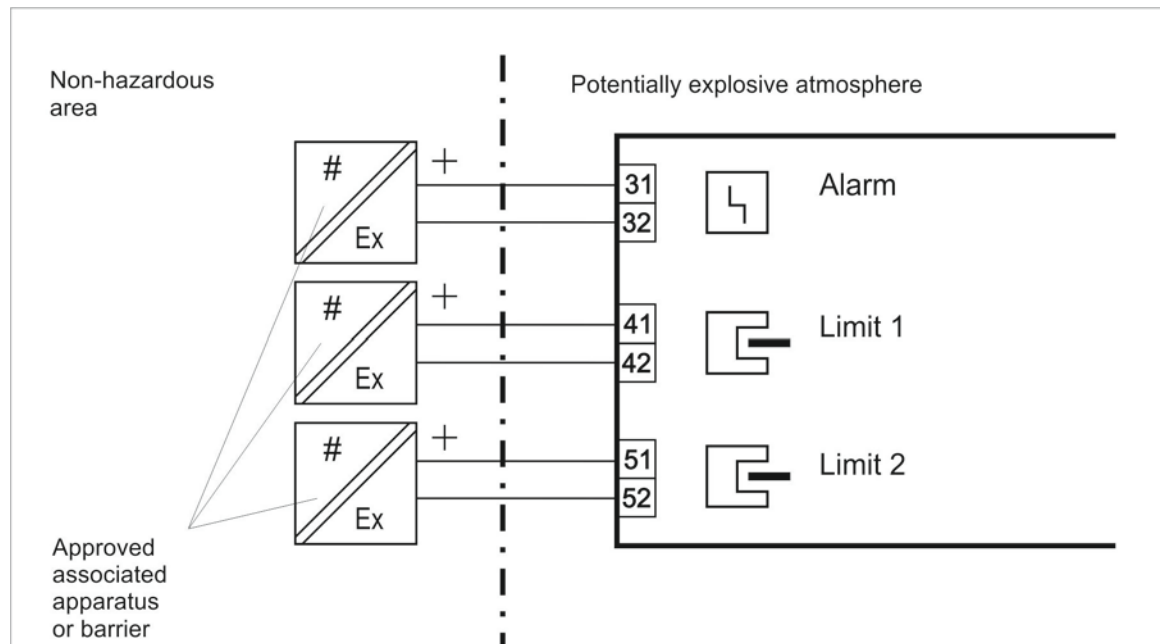 Non-hazardous
area
Potentially explosive atmosphere
#
Ex
+
31
32
Alarm
#
Ex
+
41
42
Limit 1
#
Ex
+
51
52
Limit 2
Approved
associated
apparatus
or barrier